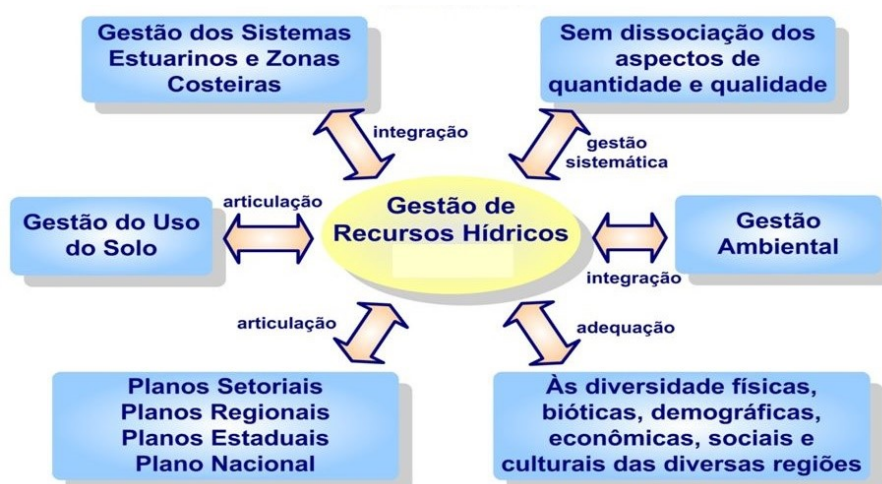 Gestão dos Sistemas
Estuarinos e Zonas
Costeiras
Sem dissociação dos
aspectos de
quantidade e qualidade
integração
gestão
sistemática
articulação
Gestão do Uso
do Solo
Gestão de
Recursos Hídricos
Gestão
Ambiental
integração
articulação
adequação
Planos Setoriais
Planos Regionais
Planos Estaduais
Plano Nacional
Às diversidade físicas,
bióticas, demográficas,
econômicas, sociais e
culturais das diversas regiões